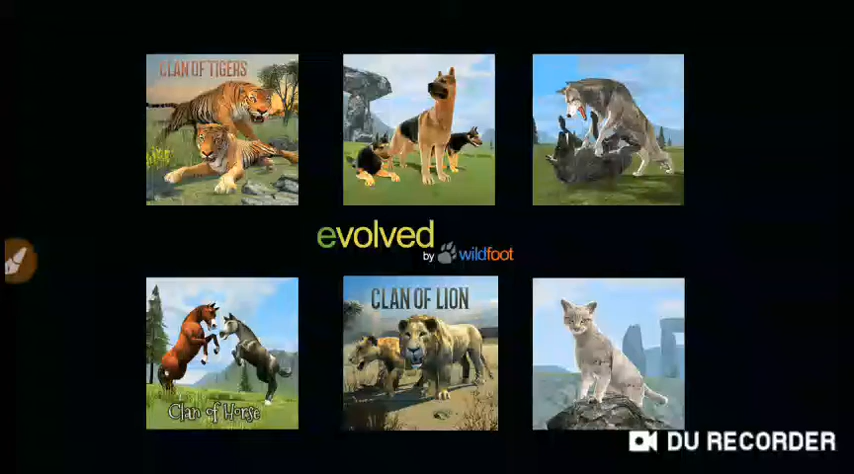 CLAN OF TIGERS
evolved
by wildfoot
Clan of Horse
CLAN OF LION
DU RECORDER